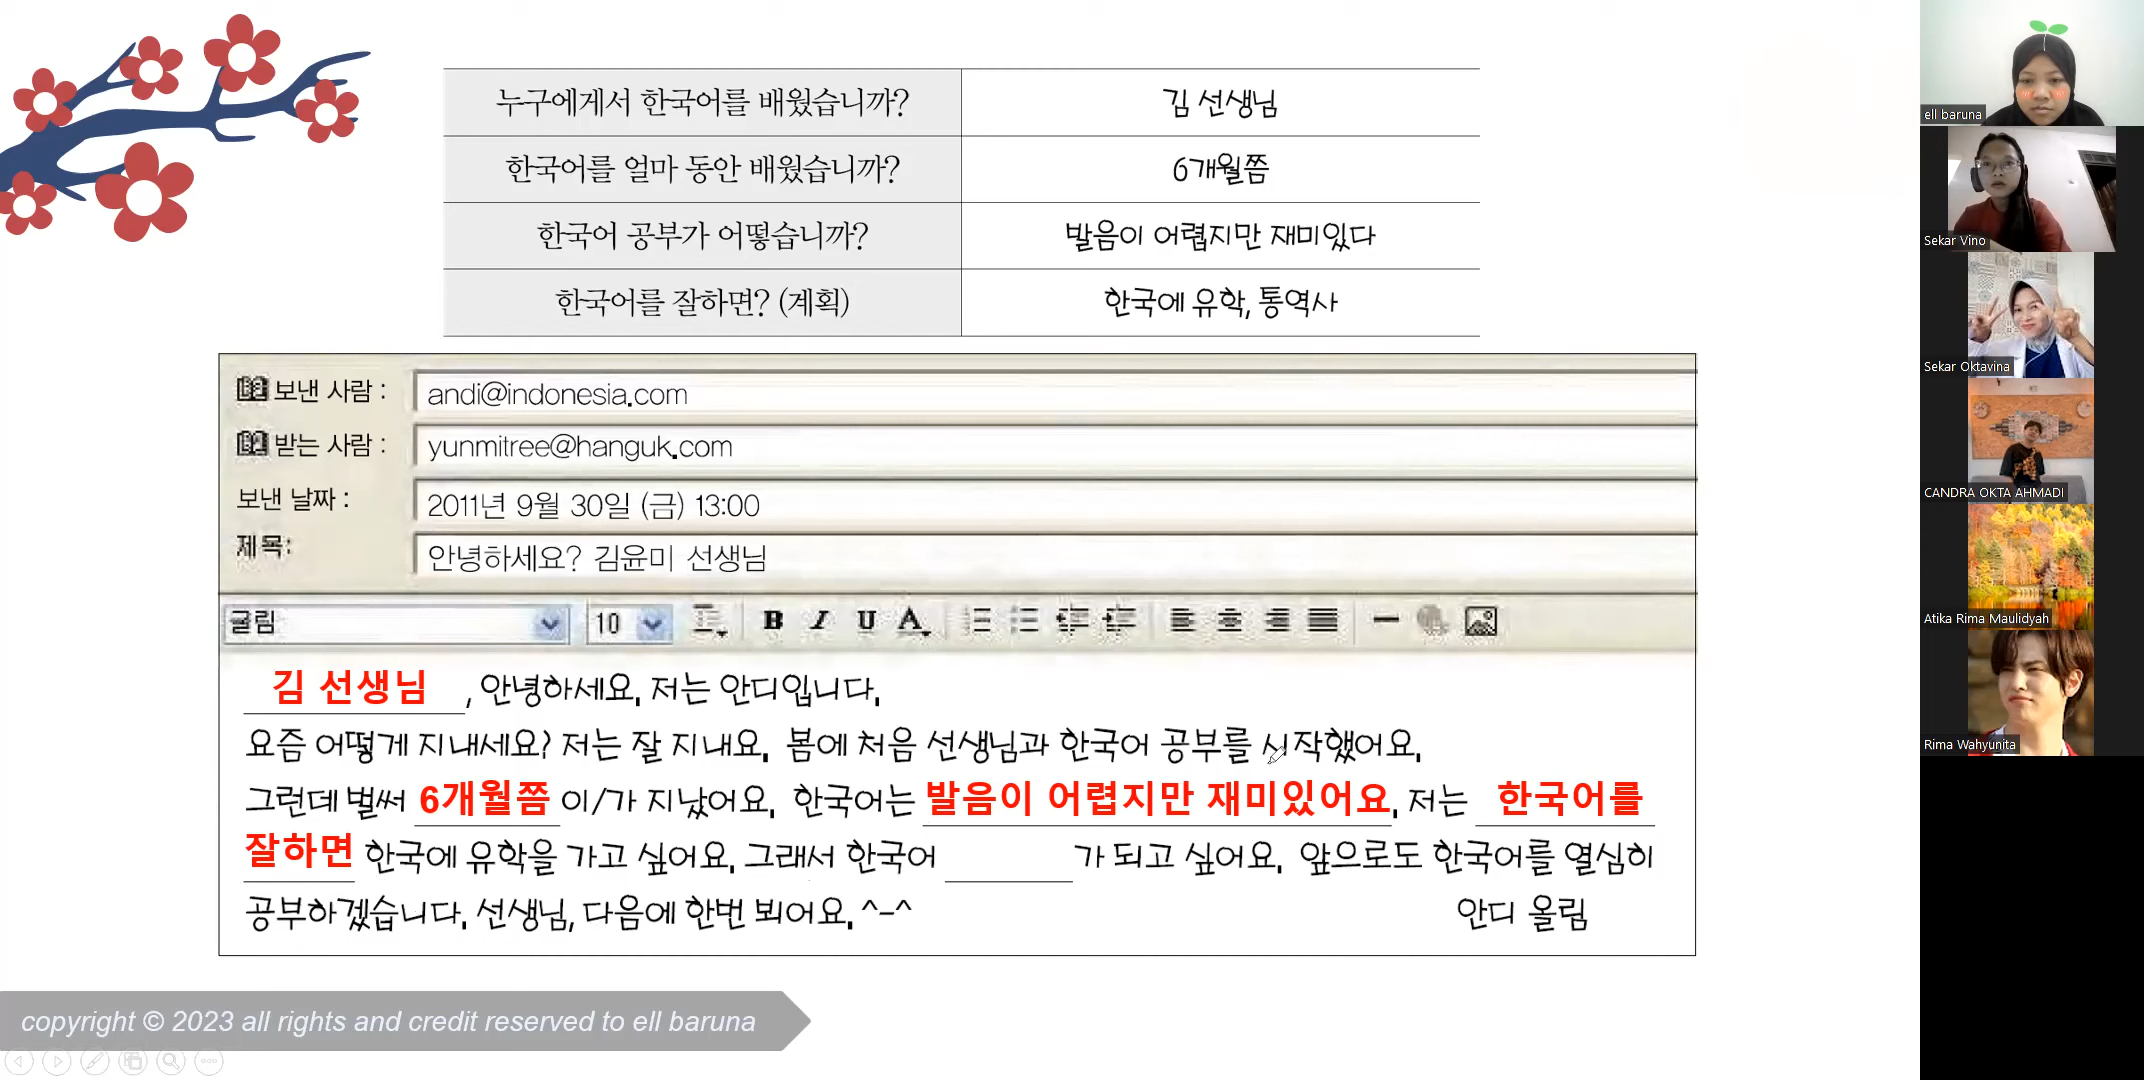 누구에게서 한국어를 배웠습니까?
김 선생님
한국어를 얼마 동안 배웠습니까?
6개월쯤
한국어 공부가 어떻습니까?
발음이 어렵지만 재미있다
한국어를 잘하면? (계획)
한국에 유학, 통역사
보낸 사람 :
andi@indonesia.com
받는 사람 :
yunmitree@hanguk.com
보낸 날짜 :
2011년 9월 30일 (금) 13:00
제목:
안녕하세요? 김윤미 선생님
굴림 10 B I U A
김 선생님, 안녕하세요. 저는 안디입니다.
요즘 어떻게 지내세요? 저는 잘 지내요. 봄에 처음 선생님과 한국어 공부를 시작했어요.
그런데 벌써 6개월쯤 이/가 지났어요. 한국어는 발음이 어렵지만 재미있어요. 저는 한국어를
잘하면 한국에 유학을 가고 싶어요. 그래서 한국어 ______ 가 되고 싶어요. 앞으로도 한국어를 열심히
공부하겠습니다. 선생님, 다음에 한번 뵈어요. ^-^
안디 올림
copyright © 2023 all rights and credit reserved to ell baruna
ell baruna
Sekar Vino
Sekar Oktavina
CANDRA OKTA AHMADI
Atika Rima Maulidyah
Rima Wahyunita